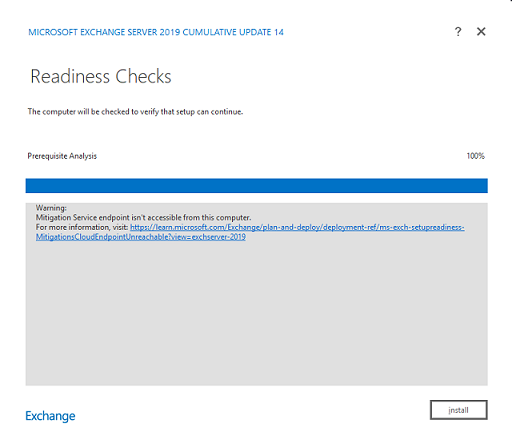 MICROSOFT EXCHANGE SERVER 2019 CUMULATIVE UPDATE 14
?
Readiness Checks
The computer will be checked to verify that setup can continue.
Prerequisite Analysis 100%
Warning:
Mitigation Service endpoint isn't accessible from this computer.
For more information, visit: https://learn.microsoft.com/Exchange/plan-and-deploy/deployment-ref/ms-exch-setupreadiness-
MitigationsCloudEndpointUnreachable?view=exchserver-2019
Exchange
install